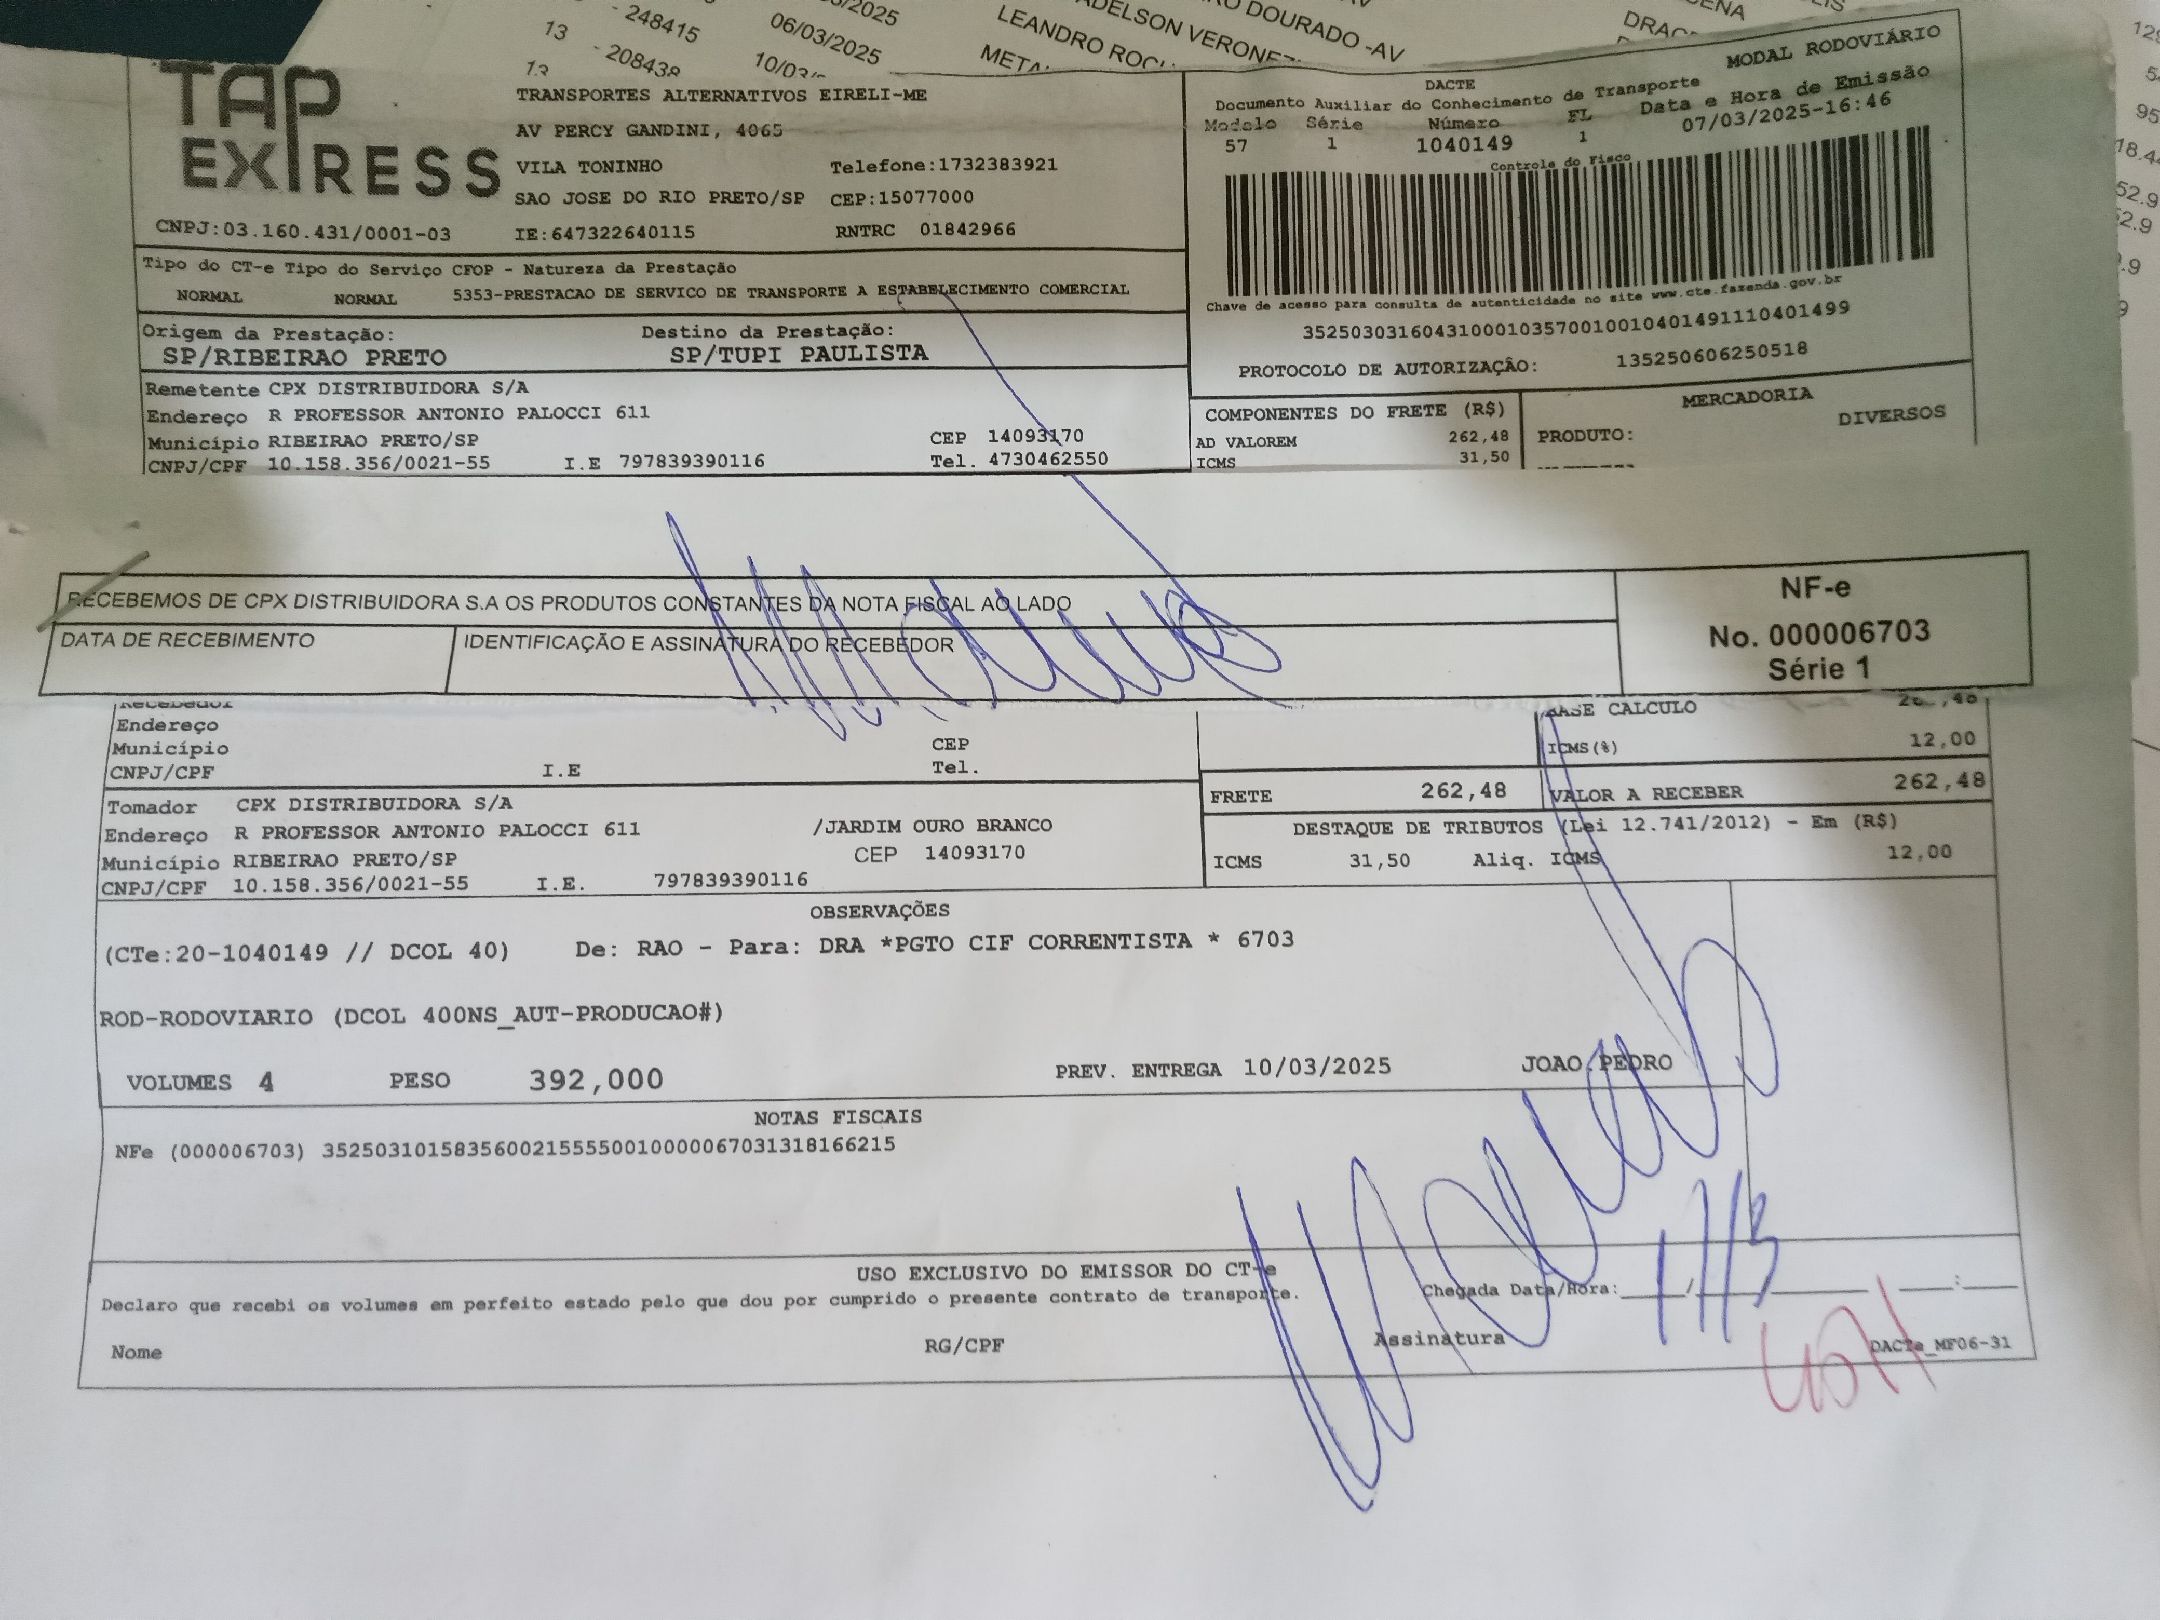 248415 06/03/2025 LEANDRO
13 - 208438
TAP EXPRESS
TRANSPORTES ALTERNATIVOS EIRELI-ME
AV PERCY GANDINI, 4065
VILA TONINHO Telefone:1732383921
SAO JOSE DO RIO PRETO/SP CEP:15077000
CNPJ:03.160.431/0001-03 IE:647322640115 RNTRC 01842966
DACTE MODAL RODOVIÁRIO
Documento Auxiliar do Conhecimento de Transporte
Modelo Série Número FL Data e Hora de Emissão
57 1 1040149 1 07/03/2025-16:46
Controle do Fisco
Chave de acesso para consulta de autenticidade no site www.cte.fazenda.gov.br
35250303160431000103570010010401491110401499
PROTOCOLO DE AUTORIZAÇÃO: 135250606250518
Tipo do CT-e Tipo do Serviço CFOP - Natureza da Prestação
NORMAL NORMAL 5353-PRESTACAO DE SERVICO DE TRANSPORTE A ESTABELECIMENTO COMERCIAL
Origem da Prestação: Destino da Prestação:
SP/RIBEIRAO PRETO SP/TUPI PAULISTA
Remetente CPX DISTRIBUIDORA S/A
Endereço R PROFESSOR ANTONIO PALOCCI 611
Município RIBEIRAO PRETO/SP CEP 14093170
CNPJ/CPF 10.158.356/0021-55 I.E 797839390116 Tel. 4730462550
COMPONENTES DO FRETE (R$) MERCADORIA
AD VALOREM 262,48 PRODUTO: DIVERSOS
ICMS 31,50
RECEBEMOS DE CPX DISTRIBUIDORA S.A OS PRODUTOS CONSTANTES DA NOTA FISCAL AO LADO
DATA DE RECEBIMENTO IDENTIFICAÇÃO E ASSINATURA DO RECEBEDOR
NF-e
No. 000006703
Série 1
Recebedor
Endereço
Município CEP
CNPJ/CPF I.E Tel.
BASE CALCULO
ICMS(%) 12,00
FRETE 262,48 VALOR A RECEBER 262,48
Tomador CPX DISTRIBUIDORA S/A
Endereço R PROFESSOR ANTONIO PALOCCI 611 /JARDIM OURO BRANCO
Município RIBEIRAO PRETO/SP CEP 14093170
CNPJ/CPF 10.158.356/0021-55 I.E. 797839390116
DESTAQUE DE TRIBUTOS (Lei 12.741/2012) - Em (R$)
ICMS 31,50 Aliq. ICMS 12,00
OBSERVAÇÕES
(CTe:20-1040149 // DCOL 40) De: RAO - Para: DRA *PGTO CIF CORRENTISTA * 6703
ROD-RODOVIARIO (DCOL 400NS_AUT-PRODUCAO#)
VOLUMES 4 PESO 392,000 PREV. ENTREGA 10/03/2025 JOAO PEDRO
NOTAS FISCAIS
NFe (000006703) 35250310158356002155550010000067031318166215
USO EXCLUSIVO DO EMISSOR DO CT-e
Declaro que recebi os volumes em perfeito estado pelo que dou por cumprido o presente contrato de transporte.
Chegada Data/Hora:
Nome RG/CPF Assinatura DACTe_MF06-31